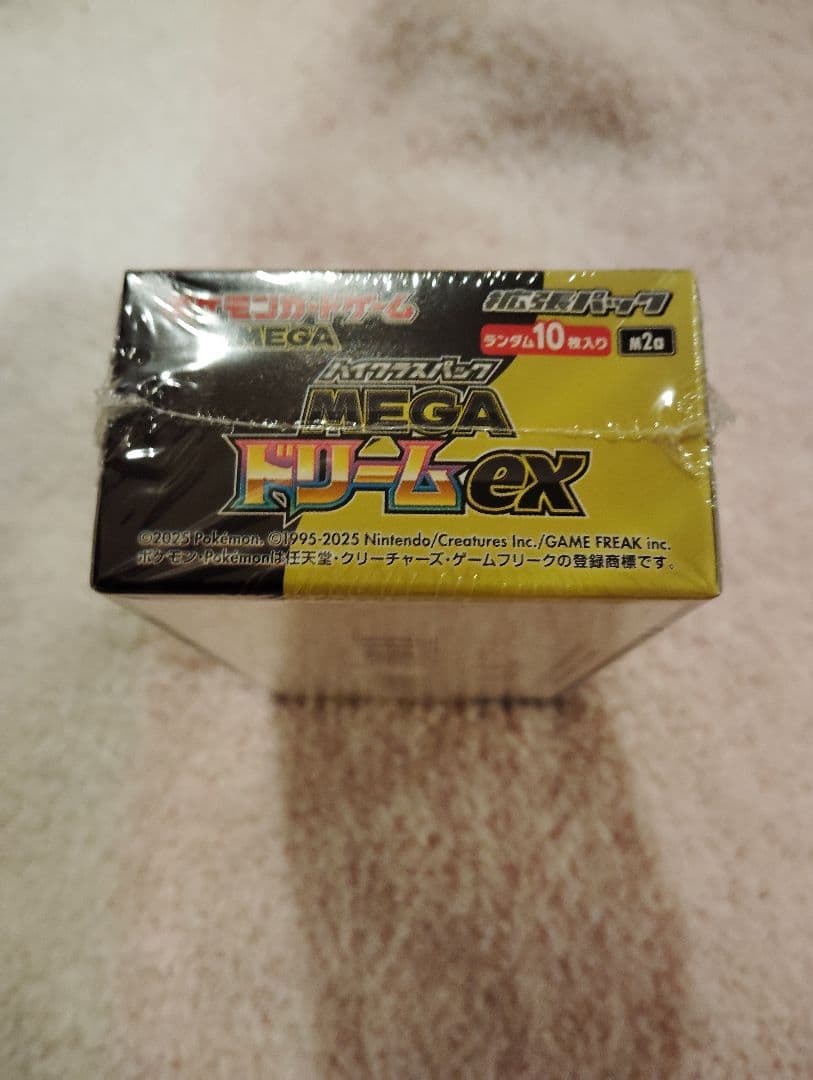 ポケモンカードゲーム
MEGA
拡張パック
ランダム10枚入り
M2a
ハイクラスパック
MEGA
ドリームex
©2025 Pokémon. ©1995-2025 Nintendo/Creatures Inc./GAME FREAK inc.
ポケモン・Pokémonは任天堂・クリーチャーズ・ゲームフリークの登録商標です。